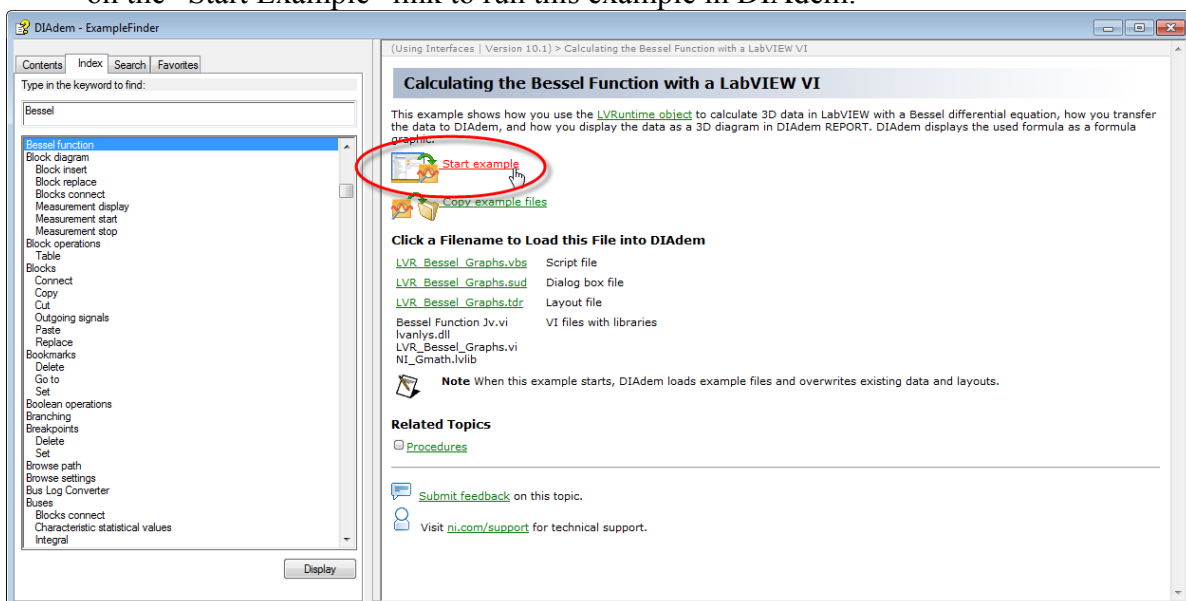 on the "Start Example" link to run this example in DIAdem.
DIAdem - ExampleFinder
Contents Index Search Favorites
Type in the keyword to find:
Bessel
Bessel function
Block diagram
Block insert
Block replace
Blocks connect
Measurement display
Measurement start
Measurement stop
Block operations
Table
Blocks
Connect
Copy
Cut
Outgoing signals
Paste
Replace
Bookmarks
Delete
Go to
Set
Boolean operations
Branching
Breakpoints
Delete
Set
Browse path
Browse settings
Bus Log Converter
Buses
Blocks connect
Characteristic statistical values
Integral
Display
(Using Interfaces | Version 10.1) > Calculating the Bessel Function with a LabVIEW VI
Calculating the Bessel Function with a LabVIEW VI
This example shows how you use the LVRuntime object to calculate 3D data in LabVIEW with a Bessel differential equation, how you transfer
the data to DIAdem, and how you display the data as a 3D diagram in DIAdem REPORT. DIAdem displays the used formula as a formula
graphic.
Start example
Copy example files
Click a Filename to Load this File into DIAdem
LVR_Bessel_Graphs.vbs Script file
LVR_Bessel_Graphs.sud Dialog box file
LVR_Bessel_Graphs.tdr Layout file
Bessel Function Jv.vi VI files with libraries
lvanlys.dll
LVR_Bessel_Graphs.vi
NI_Gmath.lvlib
Note When this example starts, DIAdem loads example files and overwrites existing data and layouts.
Related Topics
Procedures
Submit feedback on this topic.
Visit ni.com/support for technical support.